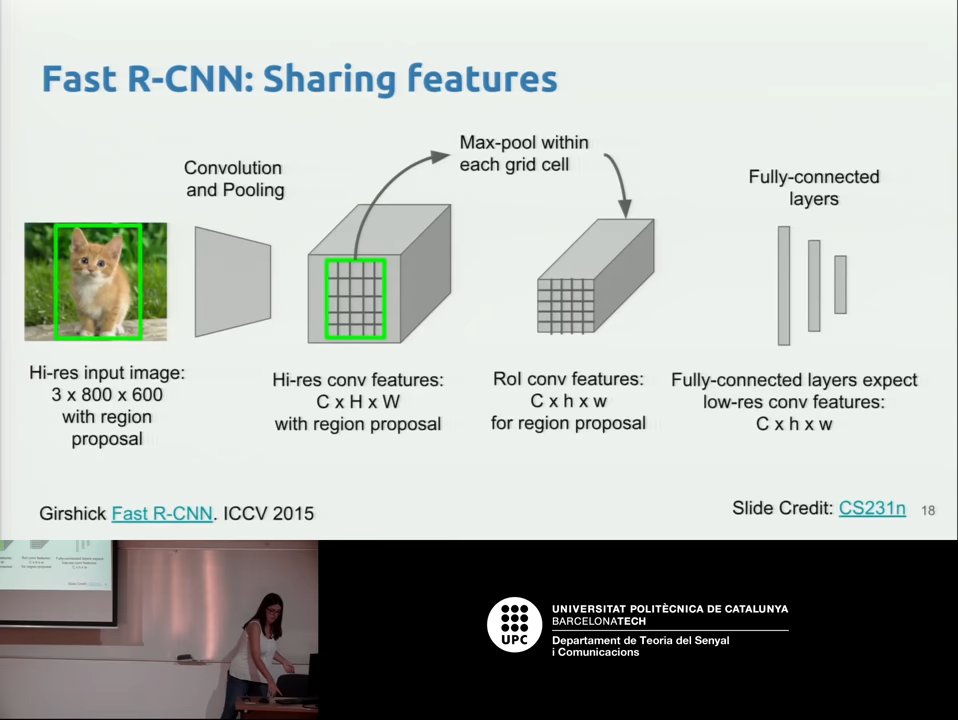 Fast R-CNN: Sharing features
Convolution
and Pooling
Max-pool within
each grid cell
Fully-connected
layers
Hi-res input image:
3 x 800 x 600
with region
proposal
Hi-res conv features:
C x H x W
with region proposal
RoI conv features:
C x h x w
for region proposal
Fully-connected layers expect
low-res conv features:
C x h x w
Girshick Fast R-CNN. ICCV 2015
Slide Credit: CS231n 18
UPC
UNIVERSITAT POLITÈCNICA DE CATALUNYA
BARCELONATECH
Departament de Teoria del Senyal
i Comunicacions